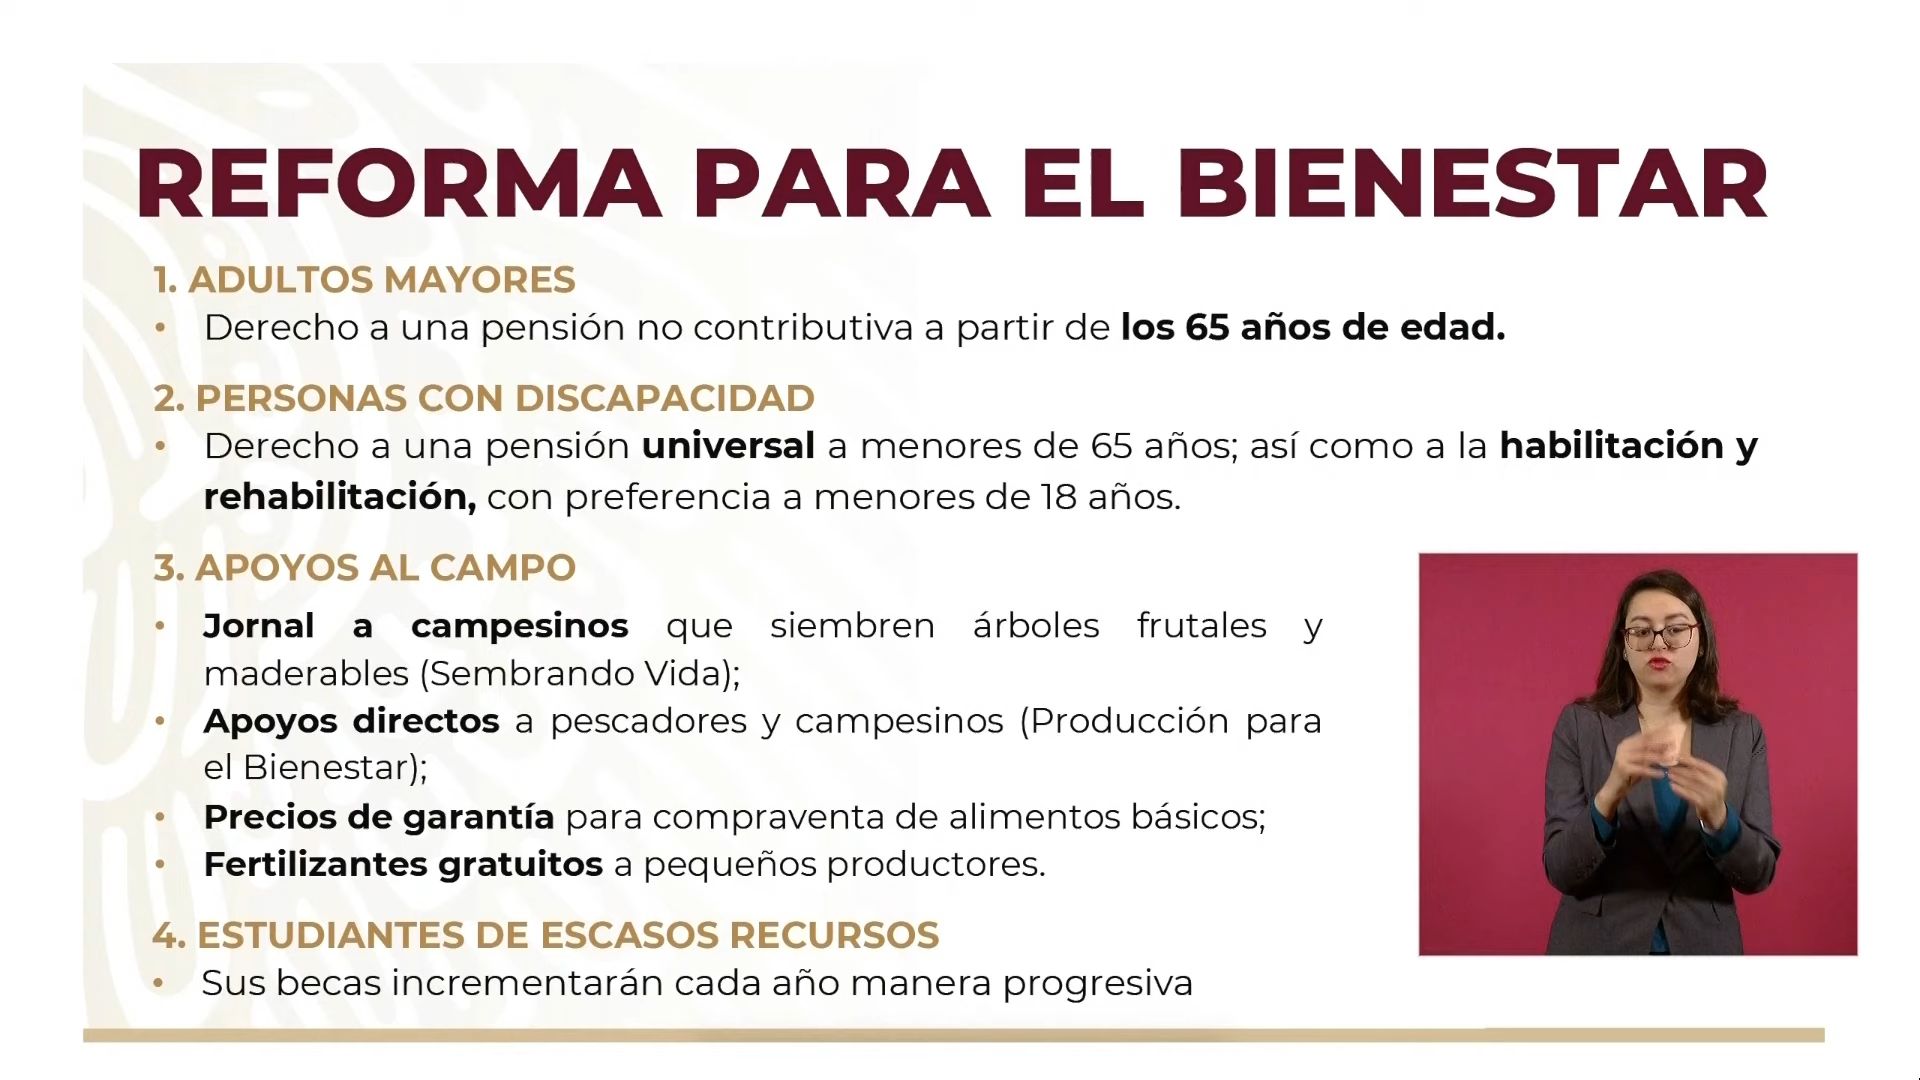 REFORMA PARA EL BIENESTAR
1. ADULTOS MAYORES
• Derecho a una pensión no contributiva a partir de los 65 años de edad.
2. PERSONAS CON DISCAPACIDAD
• Derecho a una pensión universal a menores de 65 años; así como a la habilitación y
rehabilitación, con preferencia a menores de 18 años.
3. APOYOS AL CAMPO
• Jornal a campesinos que siembren árboles frutales y
maderables (Sembrando Vida);
• Apoyos directos a pescadores y campesinos (Producción para
el Bienestar);
• Precios de garantía para compraventa de alimentos básicos;
• Fertilizantes gratuitos a pequeños productores.
4. ESTUDIANTES DE ESCASOS RECURSOS
• Sus becas incrementarán cada año manera progresiva